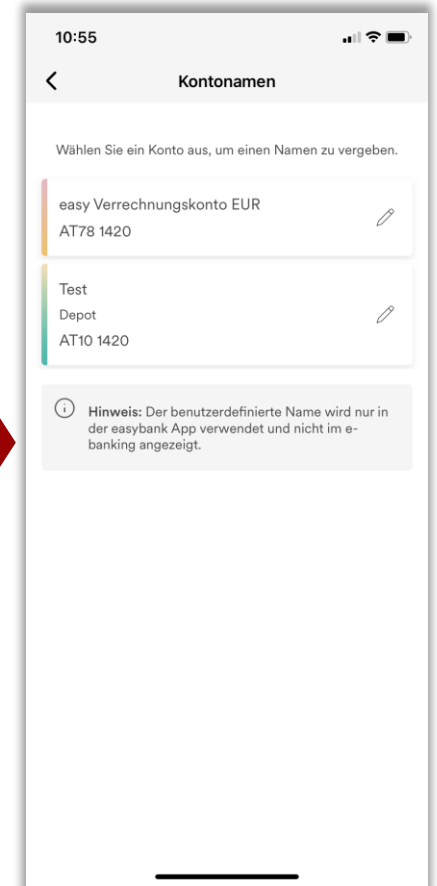 10:55
Kontonamen
Wählen Sie ein Konto aus, um einen Namen zu vergeben.
easy Verrechnungskonto EUR
AT78 1420
Test
Depot
AT10 1420
Hinweis: Der benutzerdefinierte Name wird nur in
der easybank App verwendet und nicht im e-
banking angezeigt.